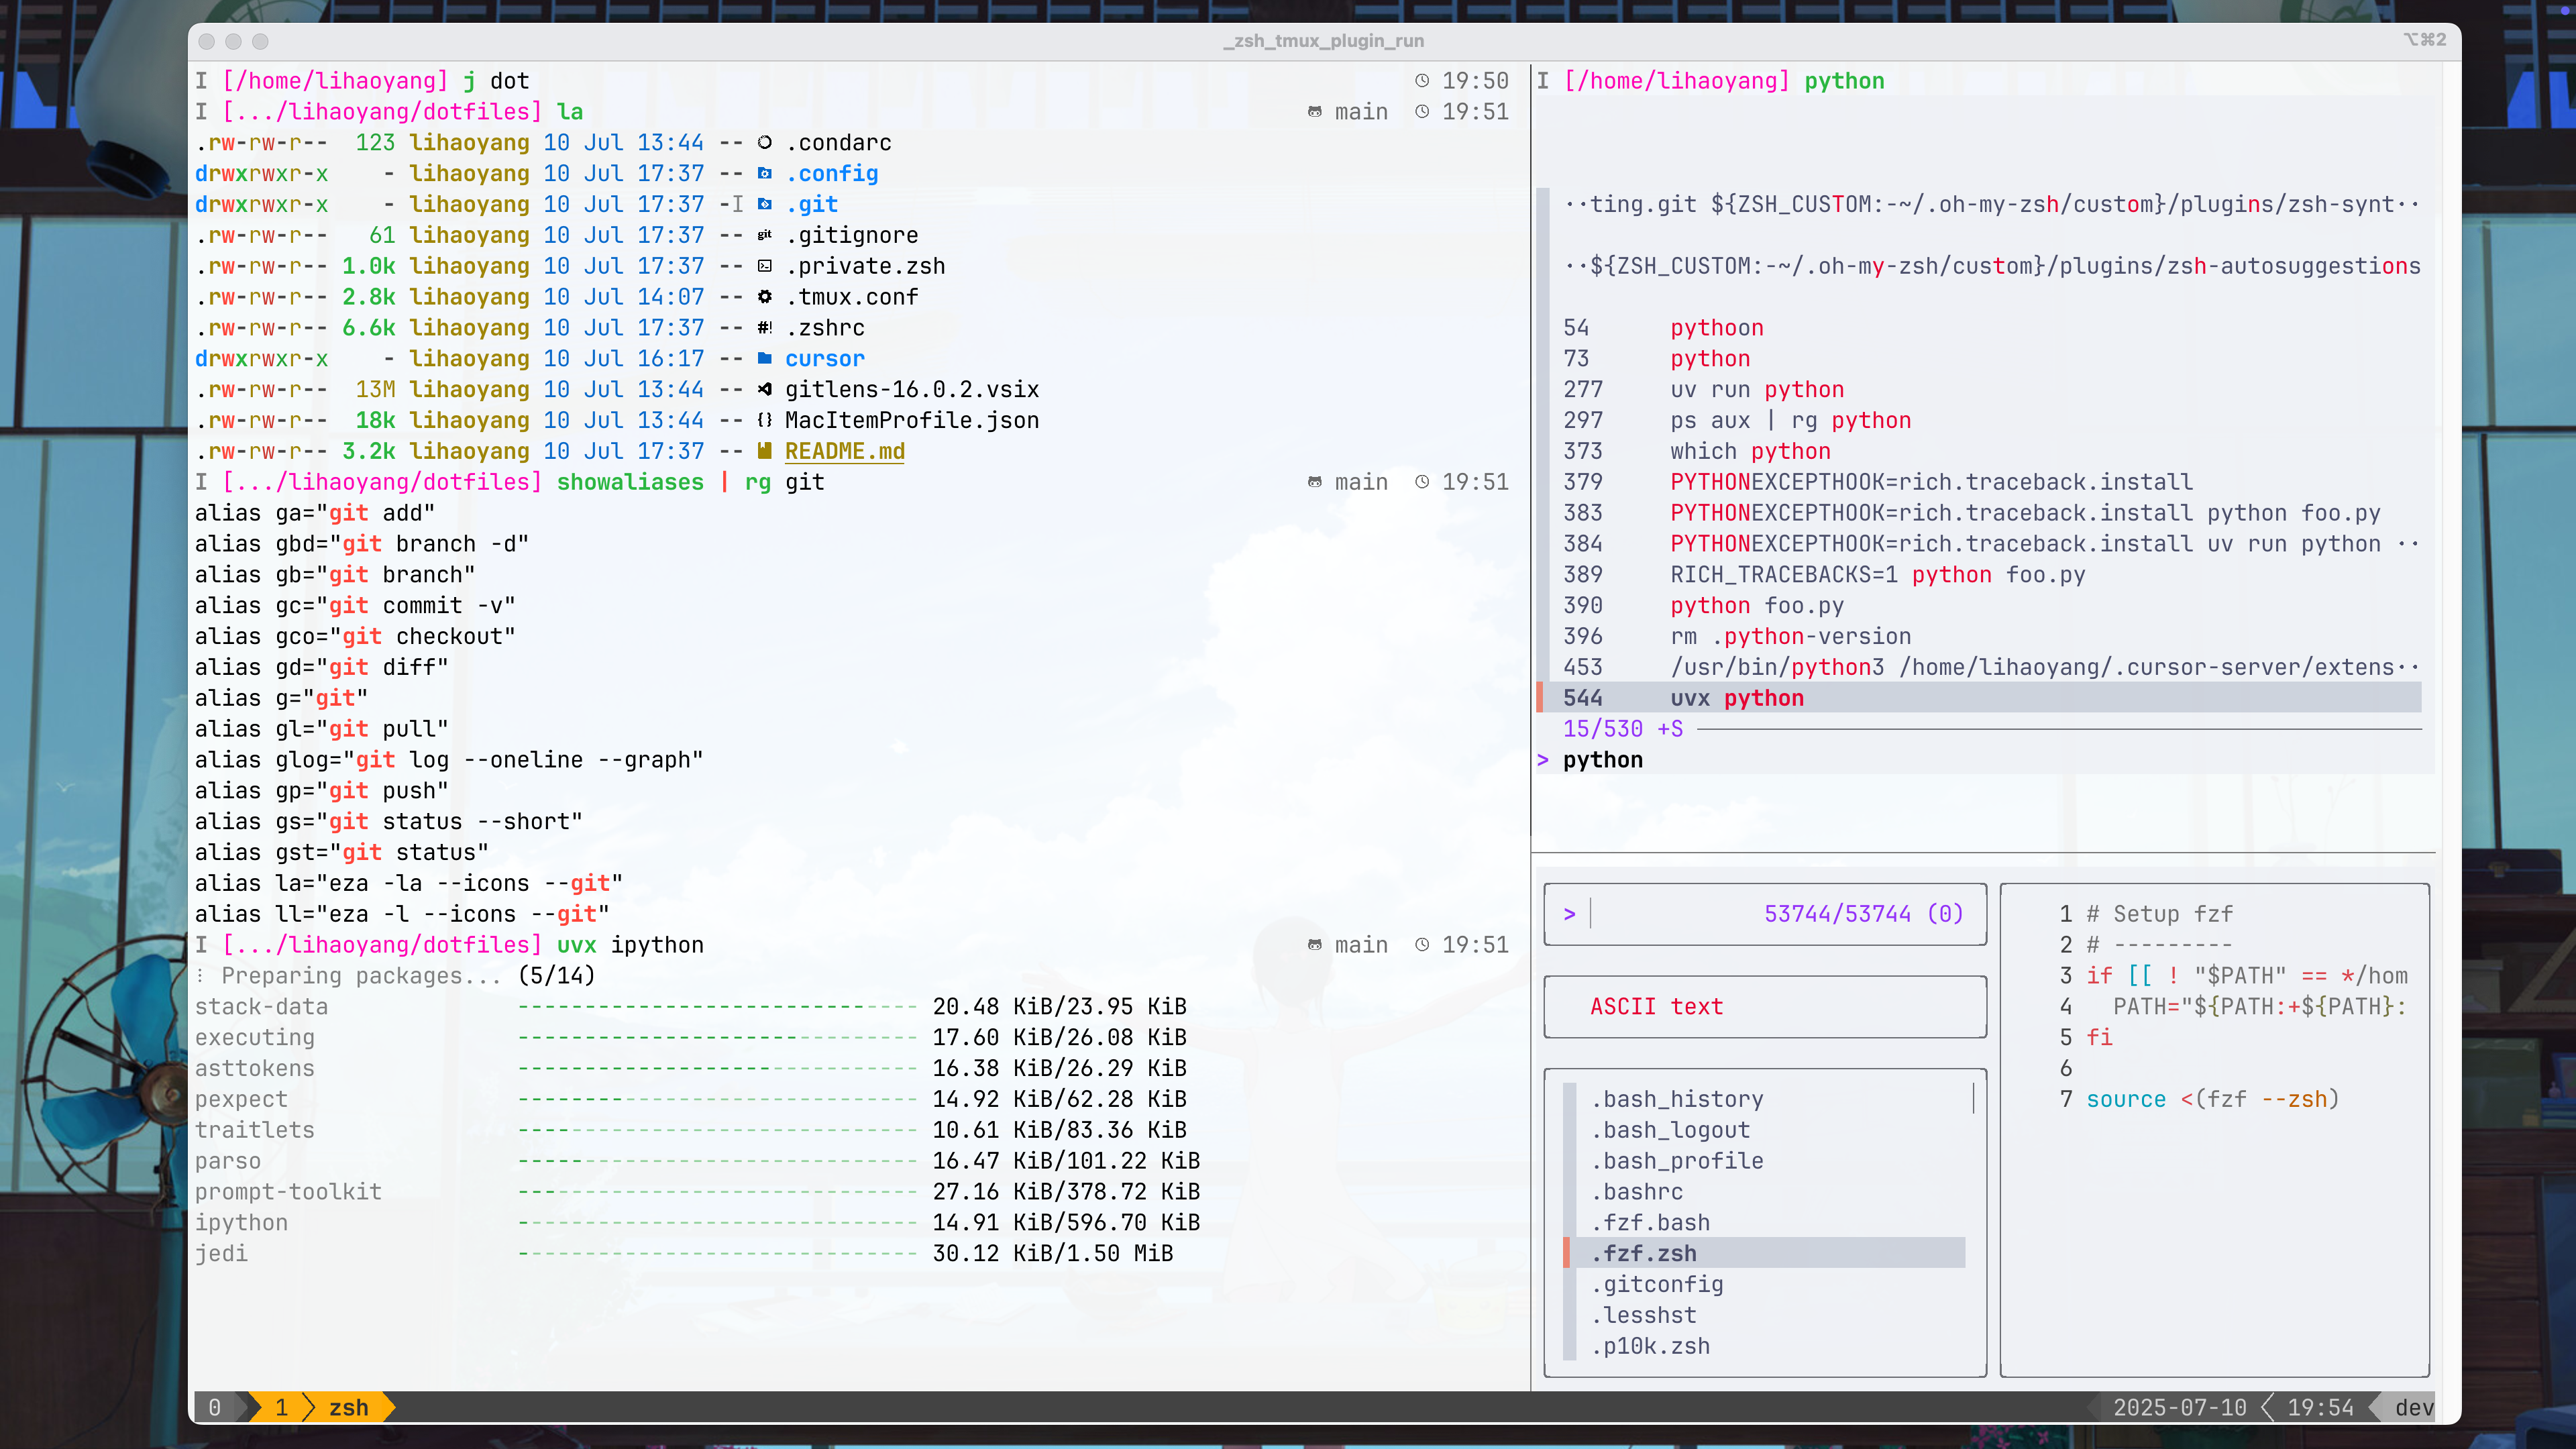 _zsh_tmux_plugin_run
⌥⌘2
I [/home/lihaoyang] j dot 19:50
I [.../lihaoyang/dotfiles] la main 19:51
.rw-rw-r-- 123 lihaoyang 10 Jul 13:44 -- .condarc
drwxrwxr-x - lihaoyang 10 Jul 17:37 -- .config
drwxrwxr-x - lihaoyang 10 Jul 17:37 -I .git
.rw-rw-r-- 61 lihaoyang 10 Jul 17:37 -- git .gitignore
.rw-rw-r-- 1.0k lihaoyang 10 Jul 17:37 -- .private.zsh
.rw-rw-r-- 2.8k lihaoyang 10 Jul 14:07 -- .tmux.conf
.rw-rw-r-- 6.6k lihaoyang 10 Jul 17:37 -- #! .zshrc
drwxrwxr-x - lihaoyang 10 Jul 16:17 -- cursor
.rw-rw-r-- 13M lihaoyang 10 Jul 13:44 -- gitlens-16.0.2.vsix
.rw-rw-r-- 18k lihaoyang 10 Jul 13:44 -- {} MacItemProfile.json
.rw-rw-r-- 3.2k lihaoyang 10 Jul 17:37 -- README.md
I [.../lihaoyang/dotfiles] showaliases | rg git main 19:51
alias ga="git add"
alias gbd="git branch -d"
alias gb="git branch"
alias gc="git commit -v"
alias gco="git checkout"
alias gd="git diff"
alias g="git"
alias gl="git pull"
alias glog="git log --oneline --graph"
alias gp="git push"
alias gs="git status --short"
alias gst="git status"
alias la="eza -la --icons --git"
alias ll="eza -l --icons --git"
I [.../lihaoyang/dotfiles] uvx ipython main 19:51
Preparing packages... (5/14)
stack-data 20.48 KiB/23.95 KiB
executing 17.60 KiB/26.08 KiB
asttokens 16.38 KiB/26.29 KiB
pexpect 14.92 KiB/62.28 KiB
traitlets 10.61 KiB/83.36 KiB
parso 16.47 KiB/101.22 KiB
prompt-toolkit 27.16 KiB/378.72 KiB
ipython 14.91 KiB/596.70 KiB
jedi 30.12 KiB/1.50 MiB
I [/home/lihaoyang] python
··ting.git ${ZSH_CUSTOM:-~/.oh-my-zsh/custom}/plugins/zsh-synt··
··${ZSH_CUSTOM:-~/.oh-my-zsh/custom}/plugins/zsh-autosuggestions
54 pythoon
73 python
277 uv run python
297 ps aux | rg python
373 which python
379 PYTHONEXCEPTHOOK=rich.traceback.install
383 PYTHONEXCEPTHOOK=rich.traceback.install python foo.py
384 PYTHONEXCEPTHOOK=rich.traceback.install uv run python ··
389 RICH_TRACEBACKS=1 python foo.py
390 python foo.py
396 rm .python-version
453 /usr/bin/python3 /home/lihaoyang/.cursor-server/extens··
544 uvx python
15/530 +S
> python
> 53744/53744 (0)
ASCII text
.bash_history
.bash_logout
.bash_profile
.bashrc
.fzf.bash
.fzf.zsh
.gitconfig
.lesshst
.p10k.zsh
1 # Setup fzf
2 # ---------
3 if [[ ! "$PATH" == */hom
4 PATH="${PATH:+${PATH}:
5 fi
6
7 source <(fzf --zsh)
0 1 zsh 2025-07-10 19:54 dev